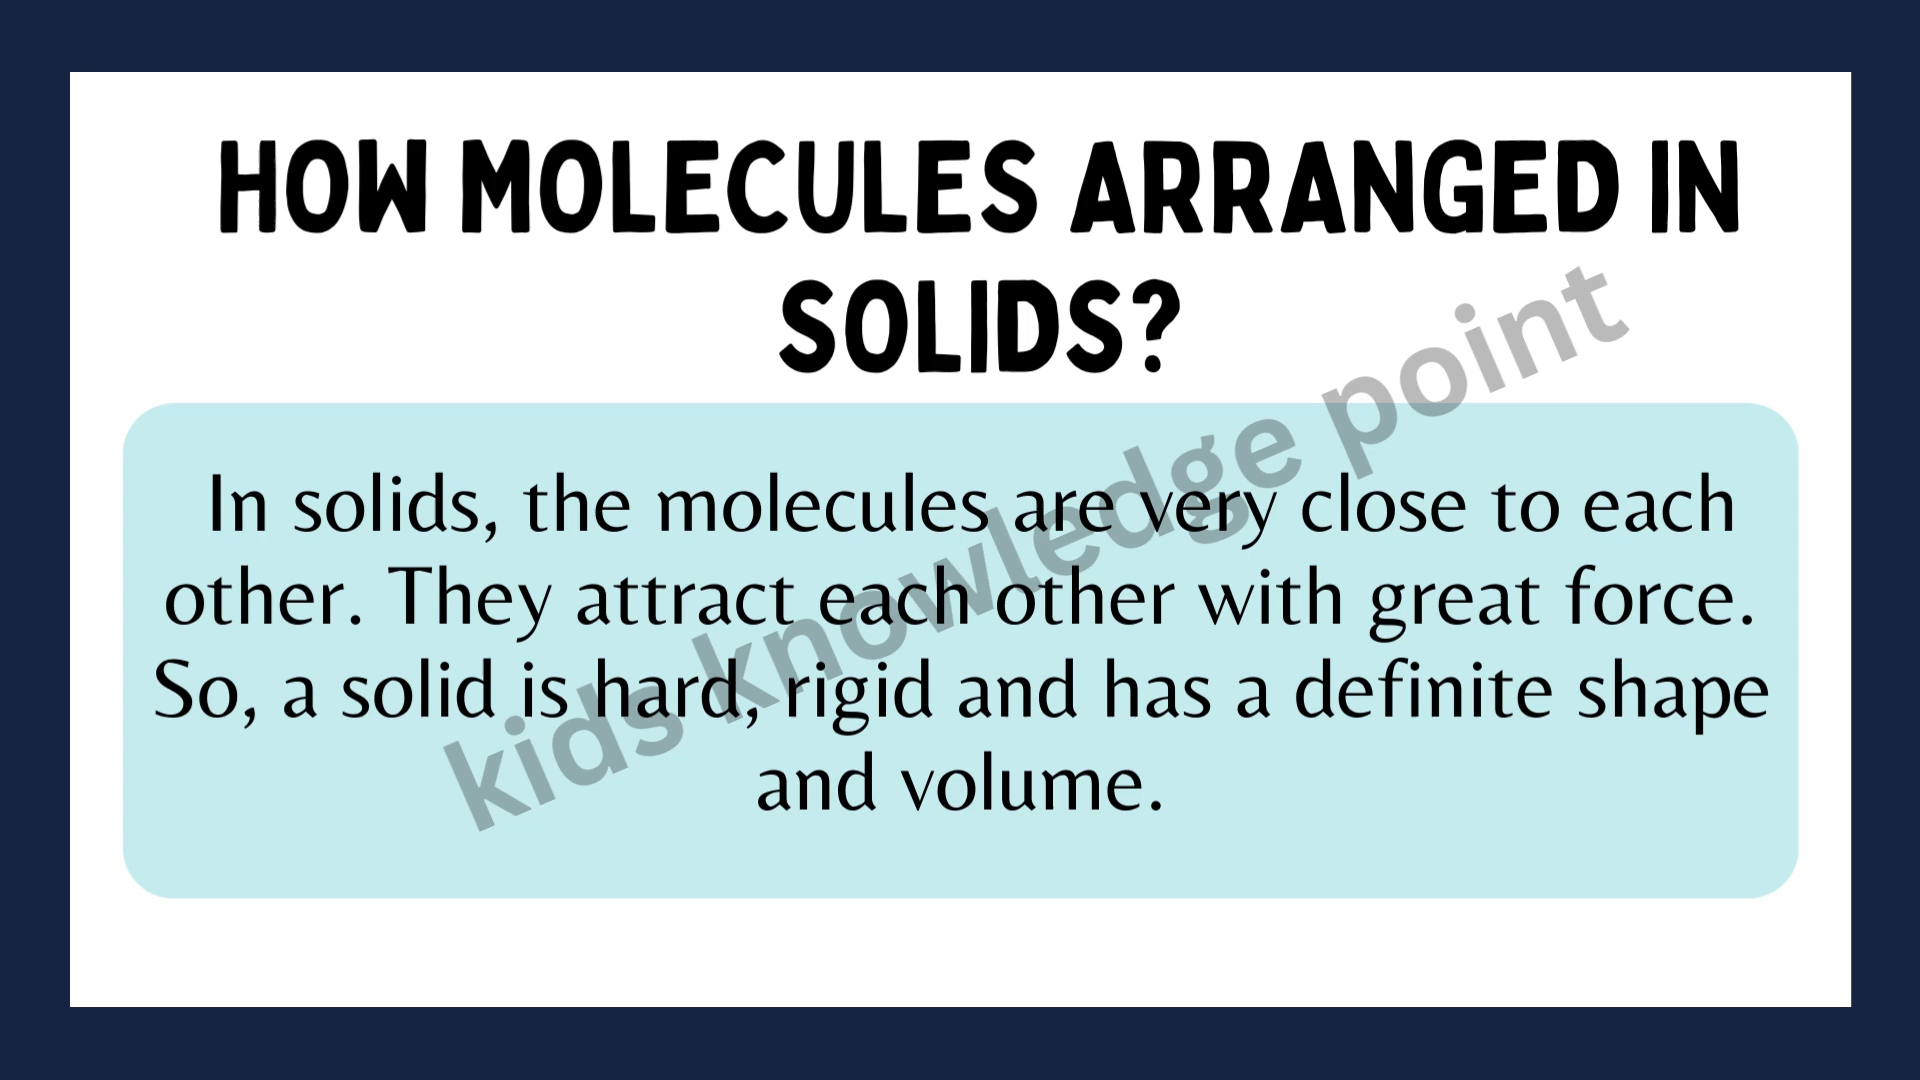 HOW MOLECULES ARRANGED IN
SOLIDS?
In solids, the molecules are very close to each
other. They attract each other with great force.
So, a solid is hard, rigid and has a definite shape
and volume.
kids knowledge point